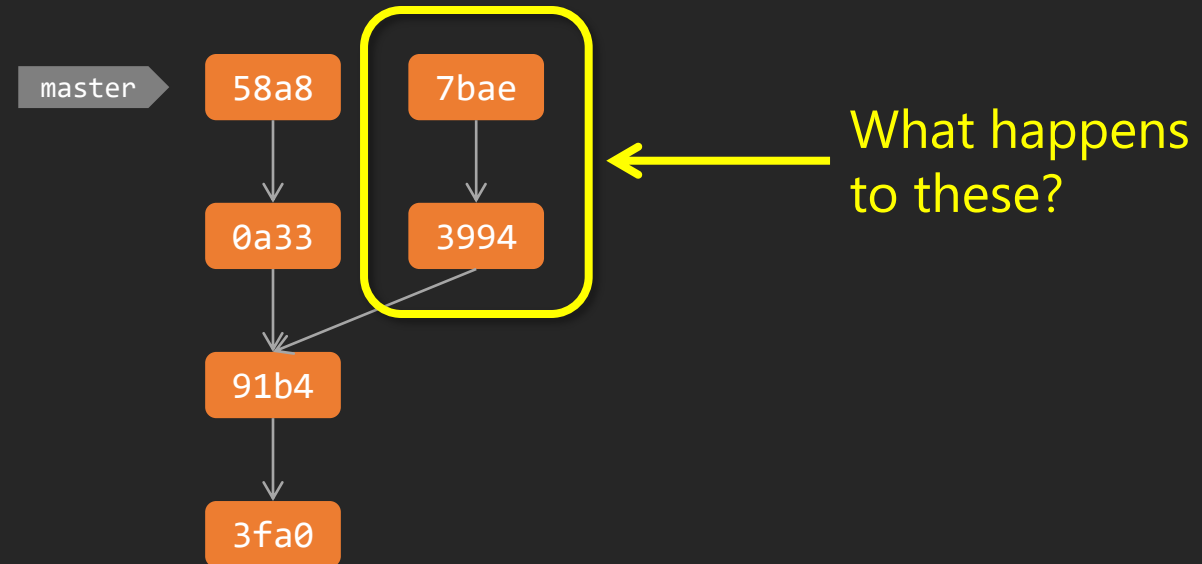 master
58a8
7bae
What happens
to these?
0a33
3994
91b4
3fa0